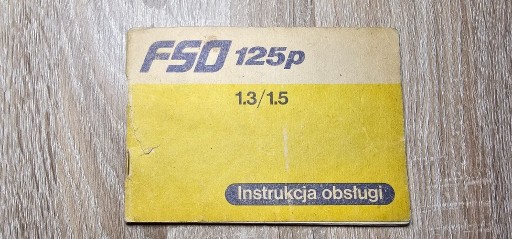 FSO 125p
1.3/1.5
Instrukcja obsługi